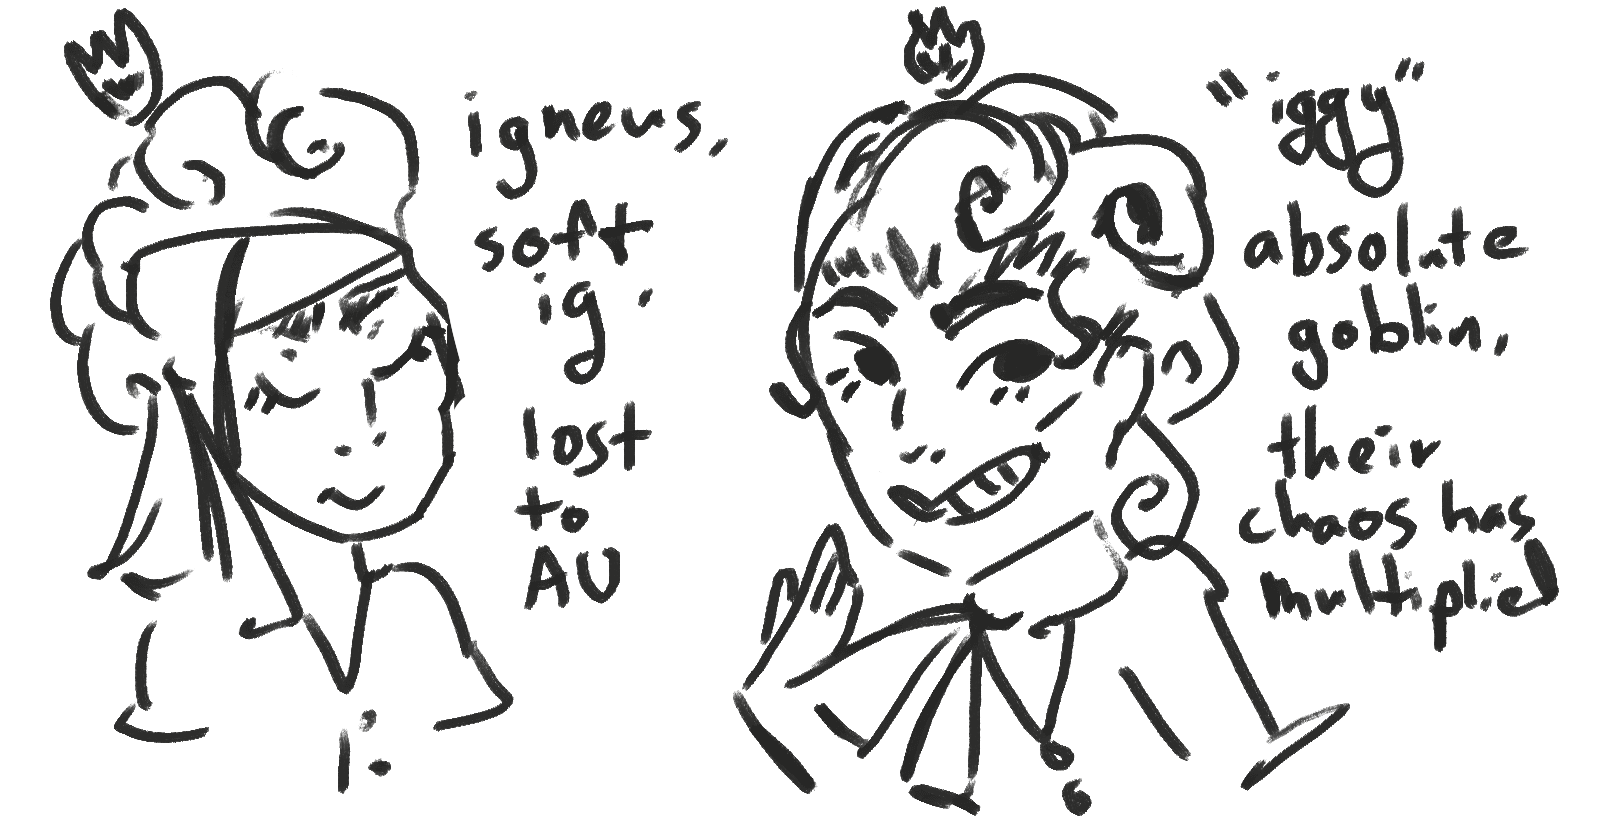 igneus,
soft
ig.
lost
to
AU
"iggy"
absolute
goblin,
their
chaos has
multiplied